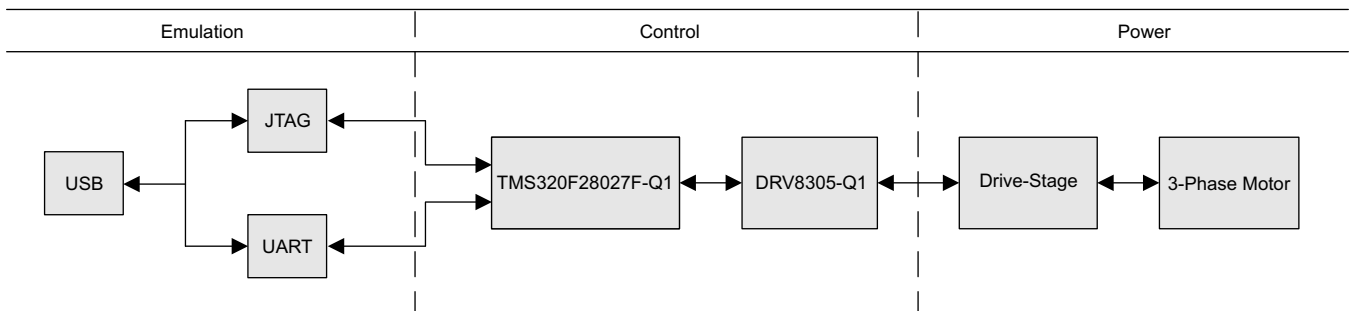 Emulation
Control
Power
JTAG
USB
UART
TMS320F28027F-Q1
DRV8305-Q1
Drive-Stage
3-Phase Motor